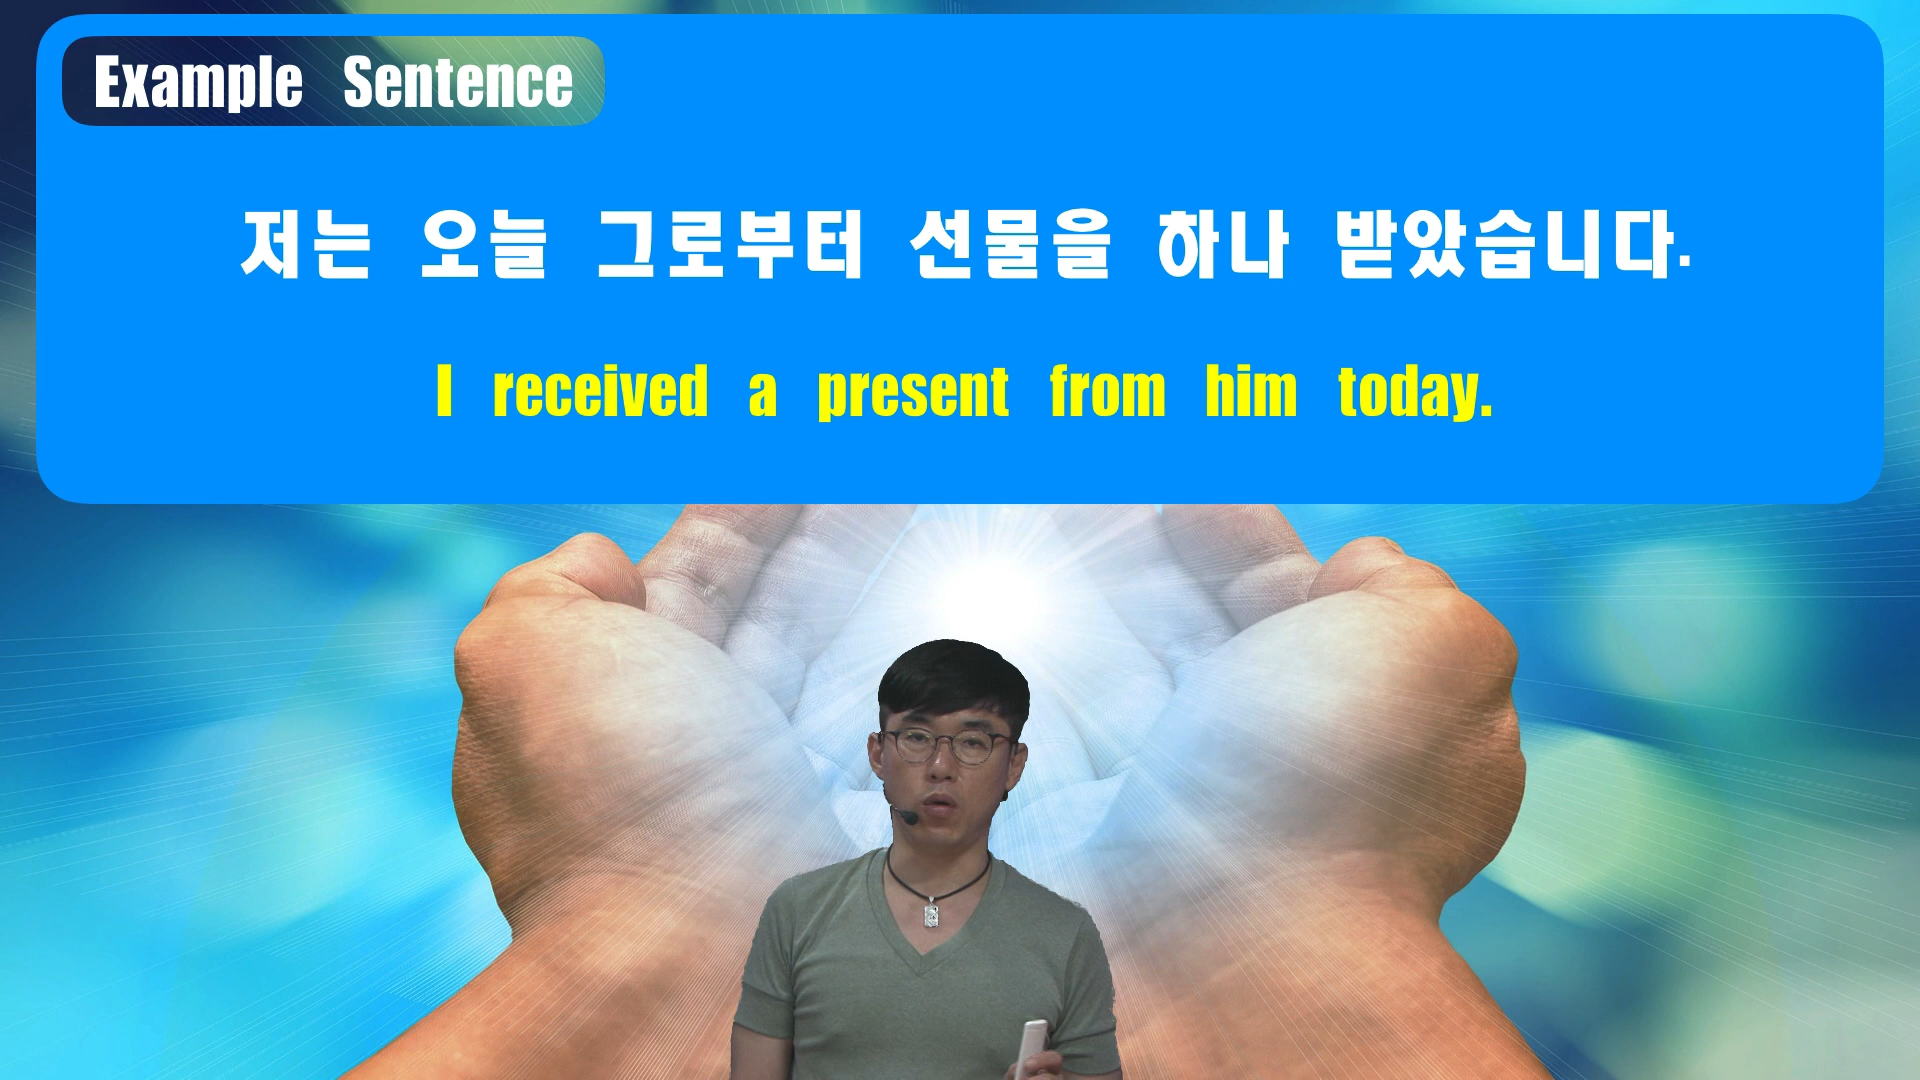 Example Sentence
저는 오늘 그로부터 선물을 하나 받았습니다.
I received a present from him today.